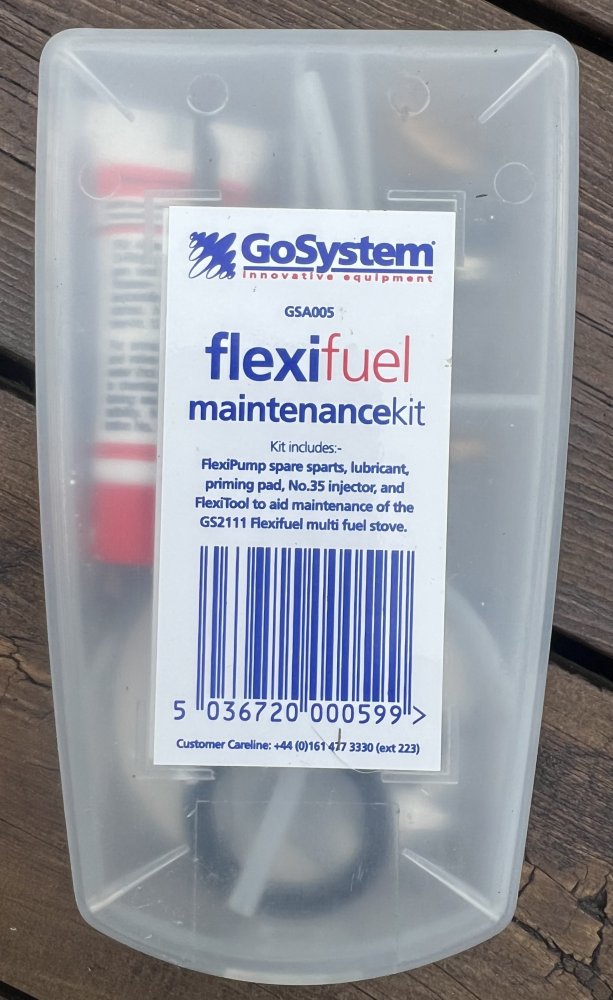 GoSystem
innovative equipment
GSA005
flexifuel
maintenancekit
Kit includes:-
FlexiPump spare sparts, lubricant,
priming pad, No.35 injector, and
FlexiTool to aid maintenance of the
GS2111 Flexifuel multi fuel stove.
5 036720 000599 >
Customer Careline: +44 (0)161 477 3330 (ext 223)